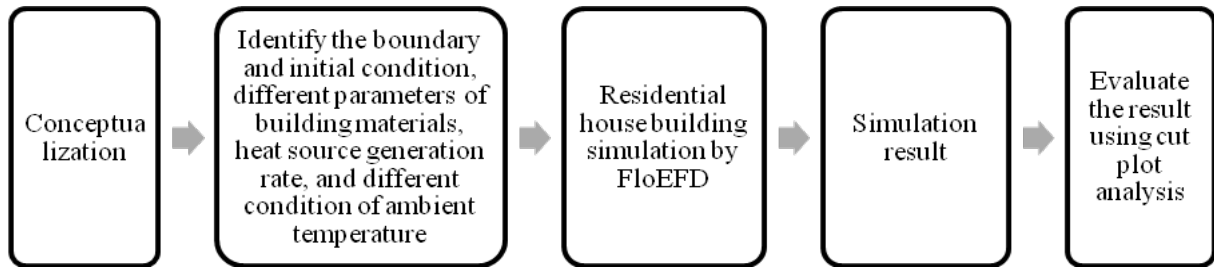 Conceptua
lization
Identify the boundary
and initial condition,
different parameters of
building materials,
heat source generation
rate, and different
condition of ambient
temperature
Residential
house building
simulation by
FloEFD
Simulation
result
Evaluate
the result
using cut
plot
analysis